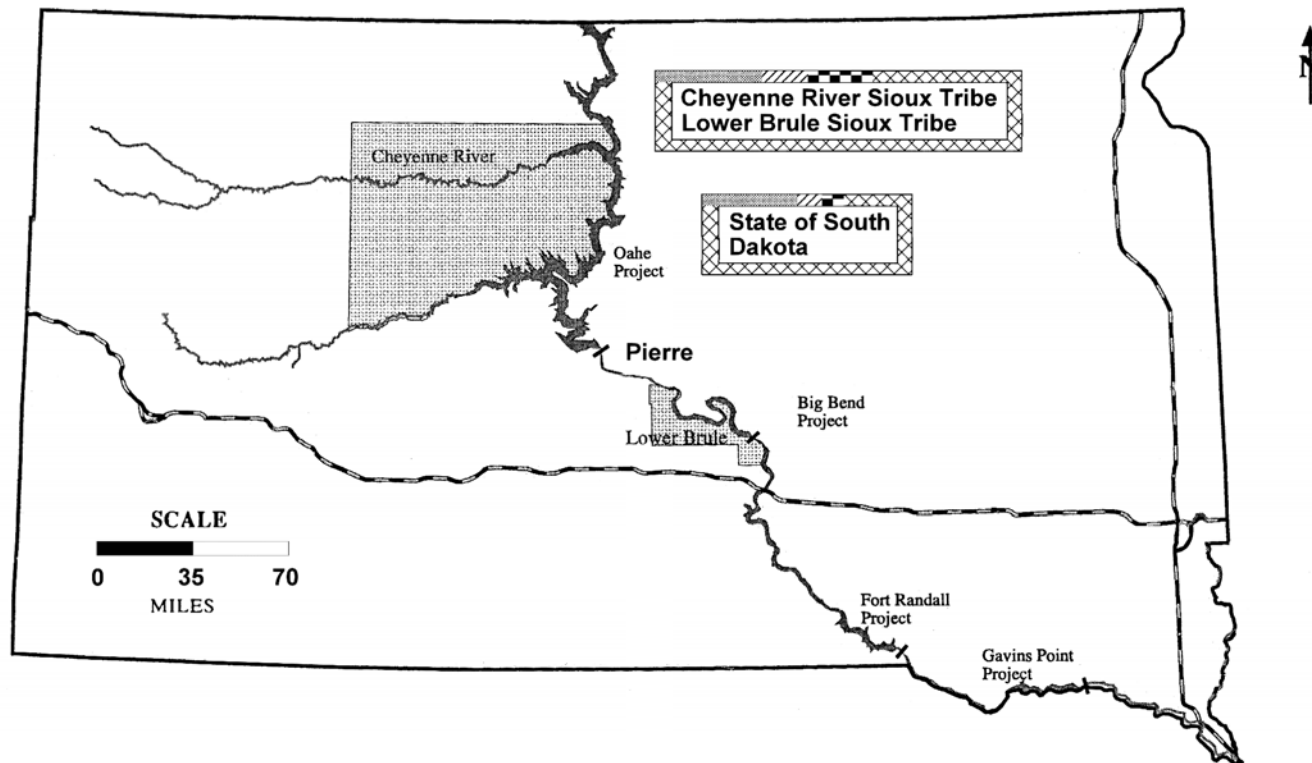 N
Cheyenne River Sioux Tribe
Lower Brule Sioux Tribe
Cheyenne River
State of South
Dakota
Oahe
Project
Pierre
Big Bend
Project
Lower Brule
SCALE
0 35 70
MILES
Fort Randall
Project
Gavins Point
Project